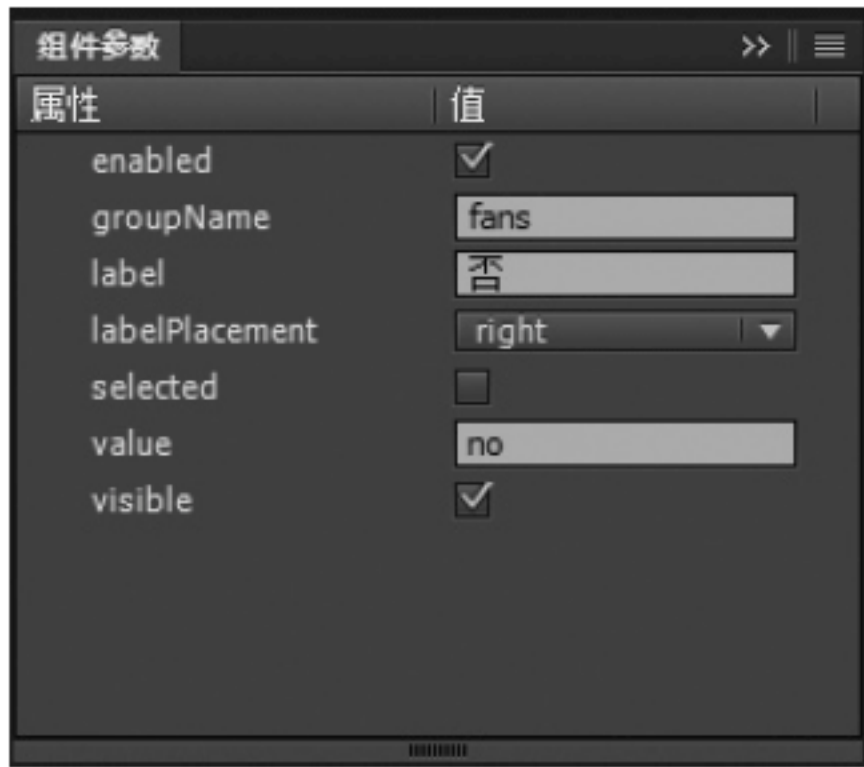 组件参数
属性 值
enabled
groupName fans
label 否
labelPlacement right
selected
value no
visible